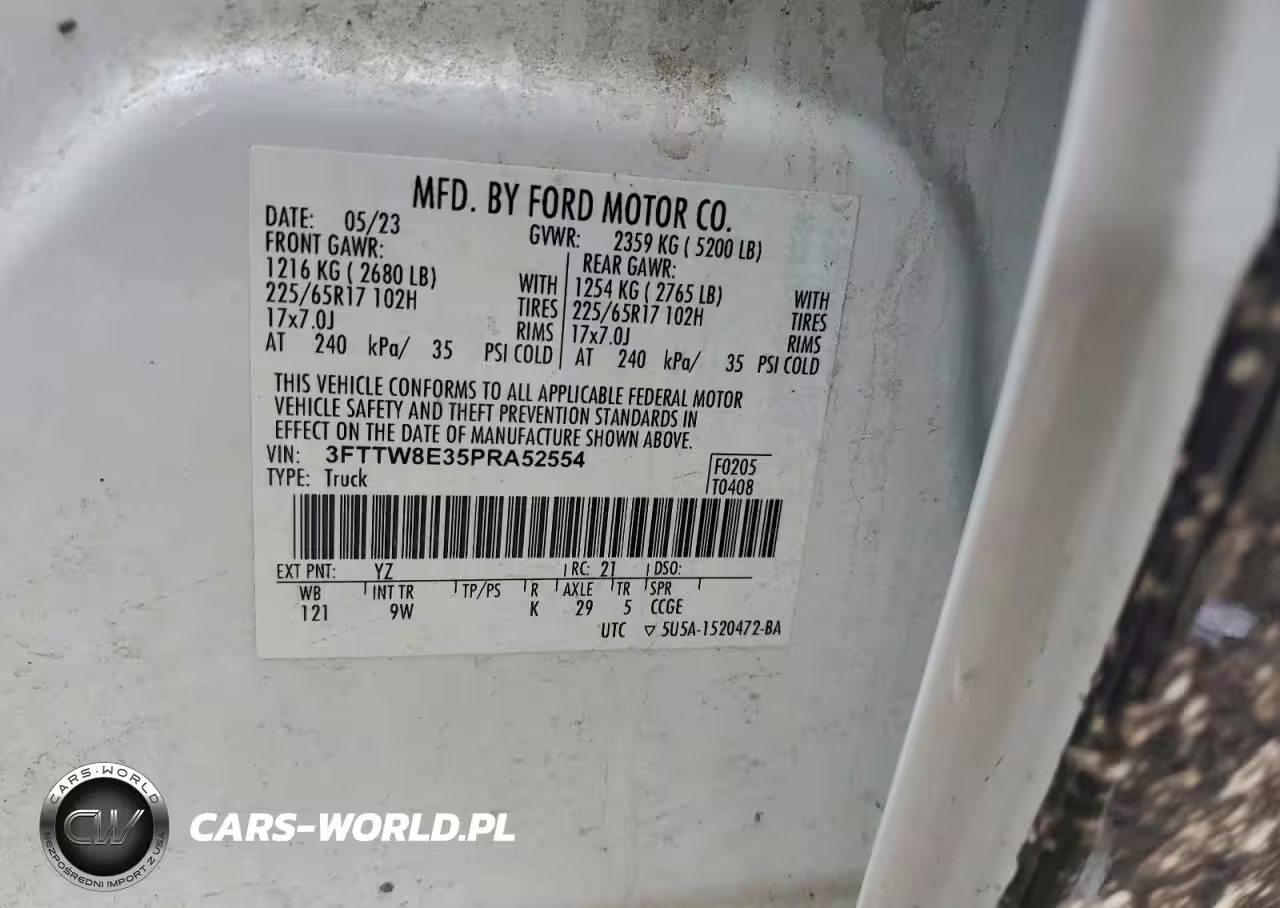 MFD. BY FORD MOTOR CO.
DATE: 05/23 GVWR: 2359 KG ( 5200 LB)
FRONT GAWR: REAR GAWR:
1216 KG ( 2680 LB) WITH 1254 KG ( 2765 LB) WITH
225/65R17 102H TIRES 225/65R17 102H TIRES
17x7.0J RIMS 17x7.0J RIMS
AT 240 kPa/ 35 PSI COLD AT 240 kPa/ 35 PSI COLD
THIS VEHICLE CONFORMS TO ALL APPLICABLE FEDERAL MOTOR
VEHICLE SAFETY AND THEFT PREVENTION STANDARDS IN
EFFECT ON THE DATE OF MANUFACTURE SHOWN ABOVE.
VIN: 3FTTW8E35PRA52554
TYPE: Truck
F0205
T0408
EXT PNT: YZ RC: 21 DSO:
WB INT TR TP/PS R AXLE TR SPR
121 9W K 29 5 CCGE
UTC ▽ 5U5A-1520472-BA
CARS-WORLD
CW
BEZPOŚREDNI IMPORT Z USA
CARS-WORLD.PL